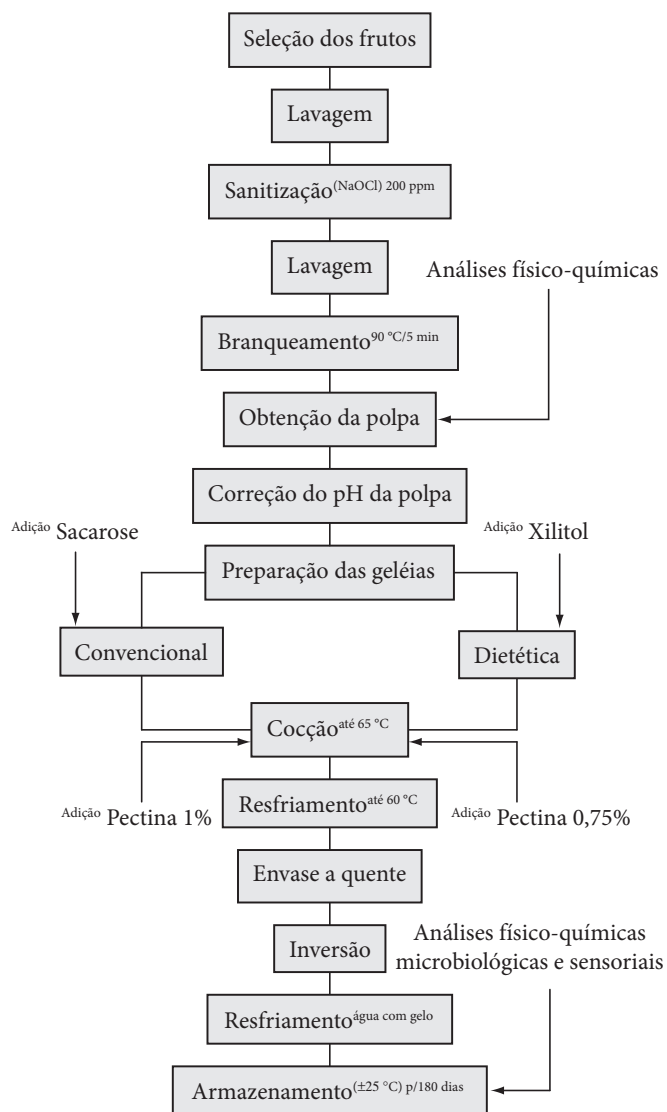 Seleção dos frutos
Lavagem
Sanitização(NaOCl) 200 ppm
Lavagem
Análises físico-químicas
Branqueamento90 °C/5 min
Obtenção da polpa
Correção do pH da polpa
Adição Sacarose
Adição Xilitol
Preparação das geléias
Convencional
Dietética
Cocçãoaté 65 °C
Adição Pectina 1%
Resfriamentoaté 60 °C
Adição Pectina 0,75%
Envase a quente
Inversão
Análises físico-químicas
microbiológicas e sensoriais
Resfriamentoágua com gelo
Armazenamento(±25 °C) p/180 dias